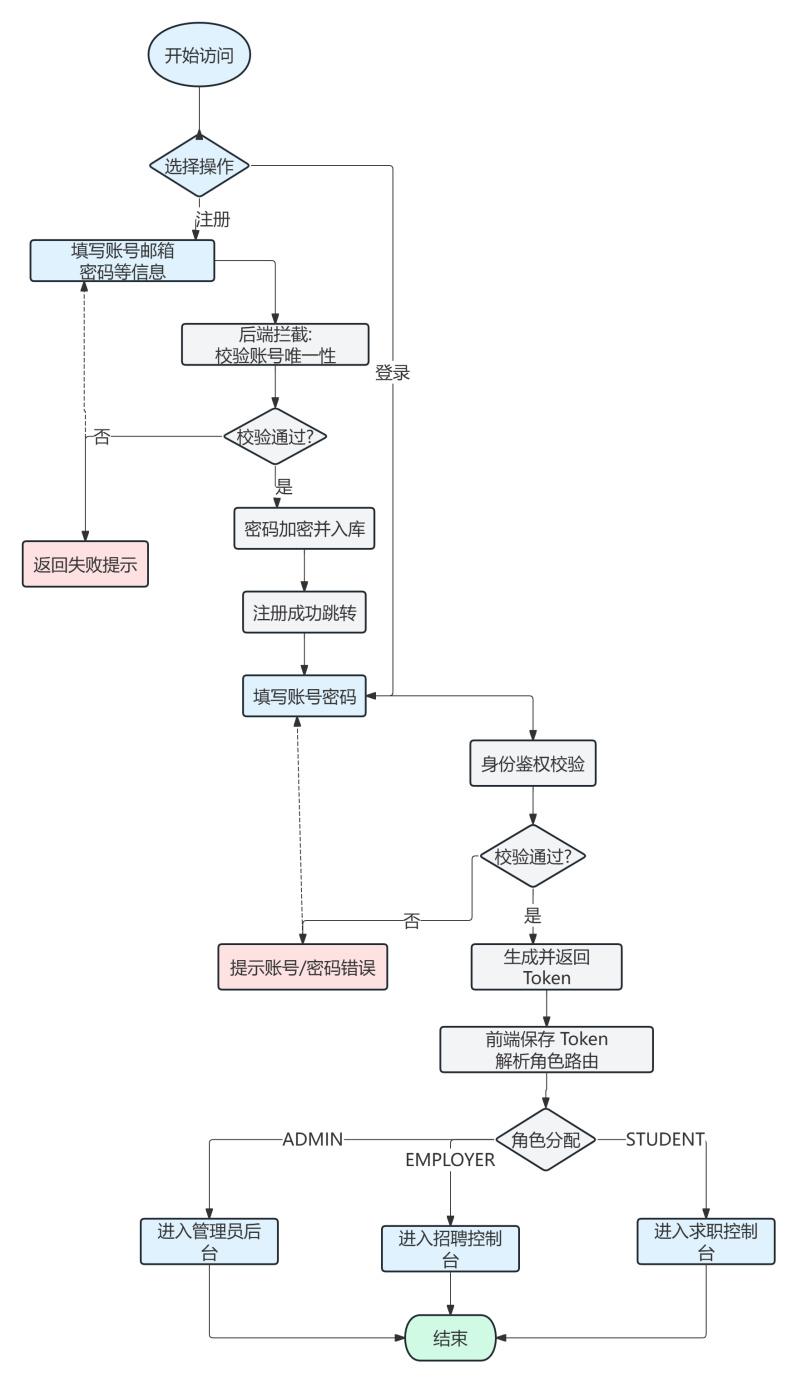 开始访问
选择操作
注册
填写账号邮箱
密码等信息
后端拦截:
校验账号唯一性
登录
校验通过?
否
是
密码加密并入库
返回失败提示
注册成功跳转
填写账号密码
身份鉴权校验
校验通过?
否
是
提示账号/密码错误
生成并返回
Token
前端保存 Token
解析角色路由
角色分配
ADMIN
EMPLOYER
STUDENT
进入管理员后
台
进入招聘控制
台
进入求职控制
台
结束